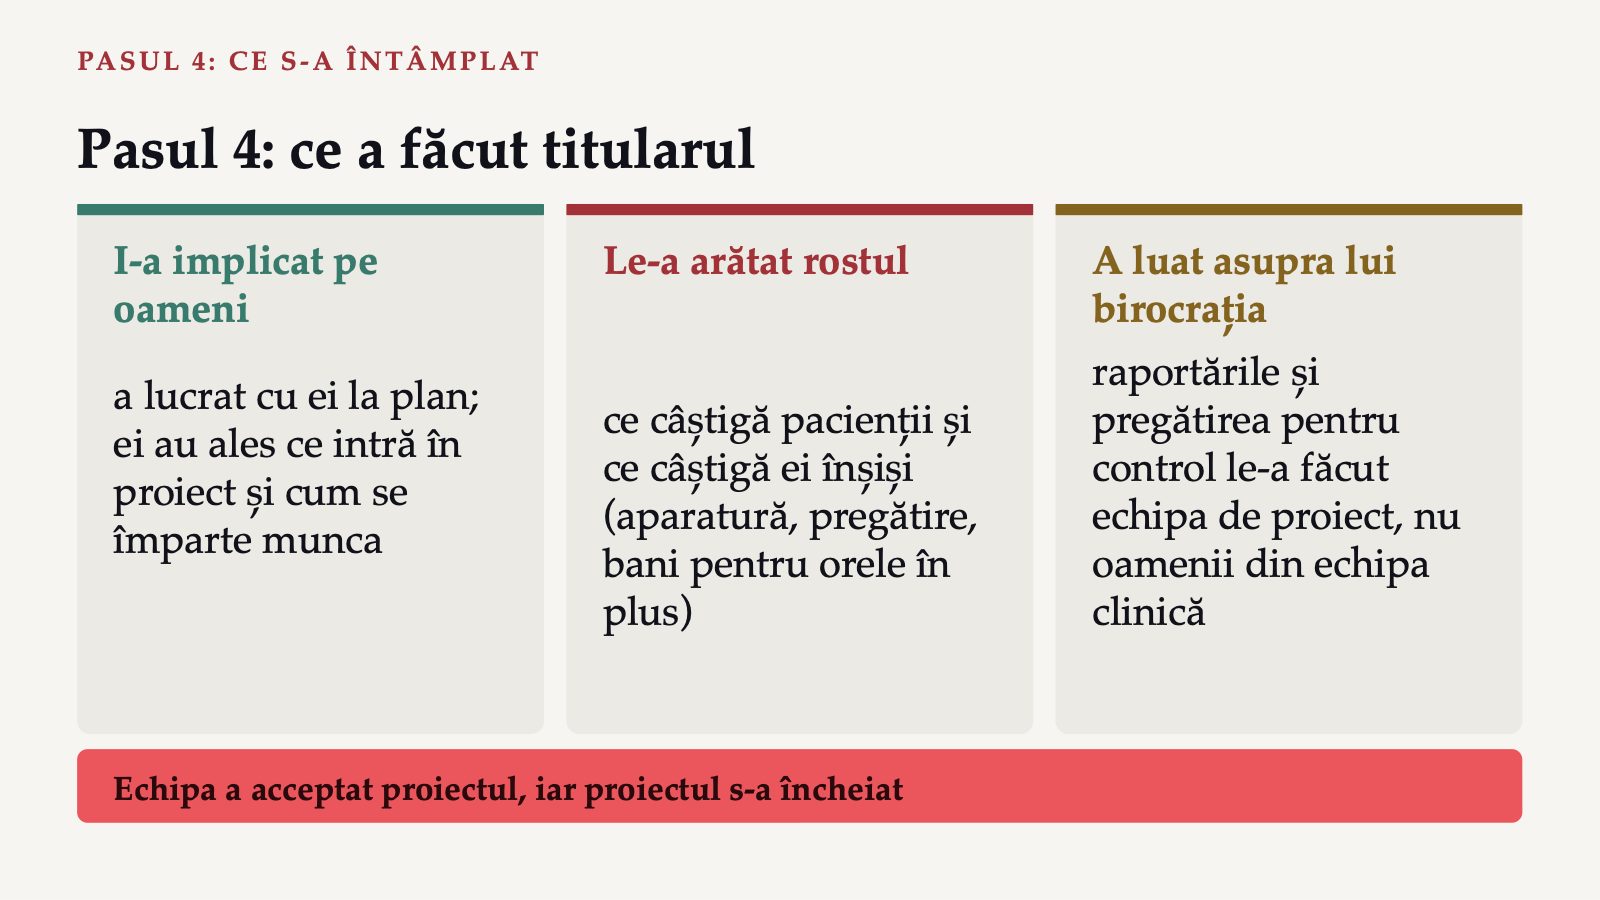 PASUL 4: CE S-A ÎNTÂMPLAT
Pasul 4: ce a făcut titularul
I-a implicat pe
oameni
a lucrat cu ei la plan;
ei au ales ce intră în
proiect și cum se
împarte munca
Le-a arătat rostul
ce câștigă pacienții și
ce câștigă ei înșiși
(aparatură, pregătire,
bani pentru orele în
plus)
A luat asupra lui
birocrația
raportările și
pregătirea pentru
control le-a făcut
echipa de proiect, nu
oamenii din echipa
clinică
Echipa a acceptat proiectul, iar proiectul s-a încheiat